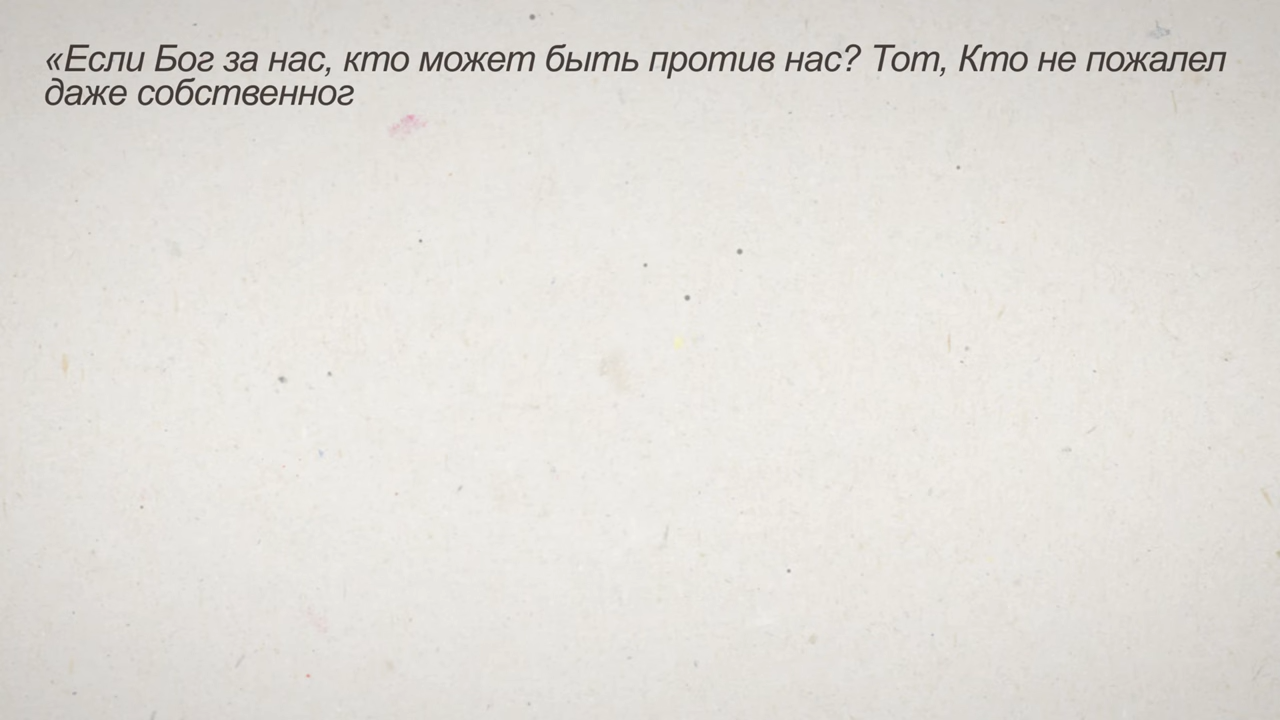 «Если Бог за нас, кто может быть против нас? Тот, Кто не пожалел
даже собственног